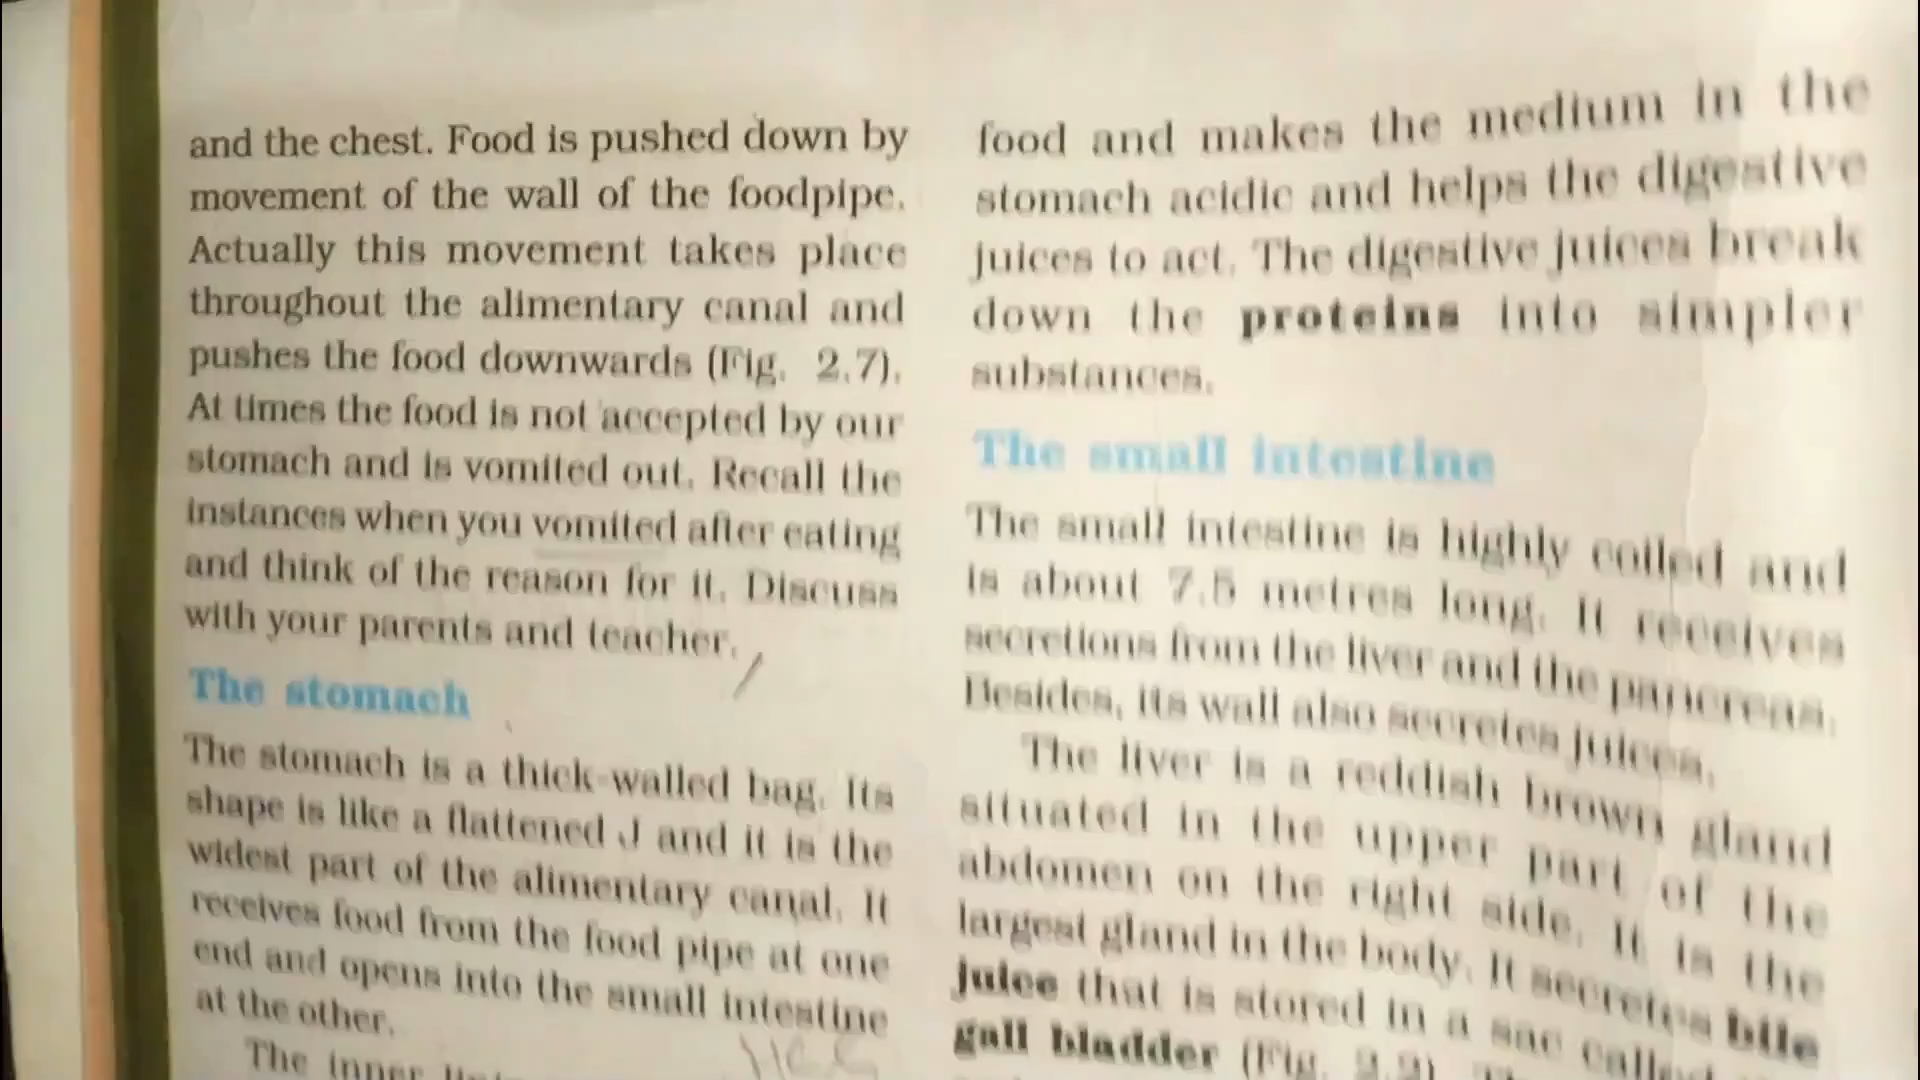 and the chest. Food is pushed down by
movement of the wall of the foodpipe.
Actually this movement takes place
throughout the alimentary canal and
pushes the food downwards (Fig. 2.7).
At times the food is not accepted by our
stomach and is vomited out. Recall the
instances when you vomited after eating
and think of the reason for it. Discuss
with your parents and teacher.
The stomach
The stomach is a thick-walled bag. Its
shape is like a flattened J and it is the
widest part of the alimentary canal. It
receives food from the food pipe at one
end and opens into the small intestine
at the other.
The inner
food and makes the medium in the
stomach acidic and helps the digestive
juices to act. The digestive juices break
down the proteins into simpler
substances.
The small intestine
The small intestine is highly coiled and
is about 7.5 metres long. It receives
secretions from the liver and the pancreas.
Besides, its wall also secretes juices.
The liver is a reddish brown gland
situated in the upper part of the
abdomen on the right side. It is the
largest gland in the body. It secretes bile
juice that is stored in a sac called
gall bladder (Fig.